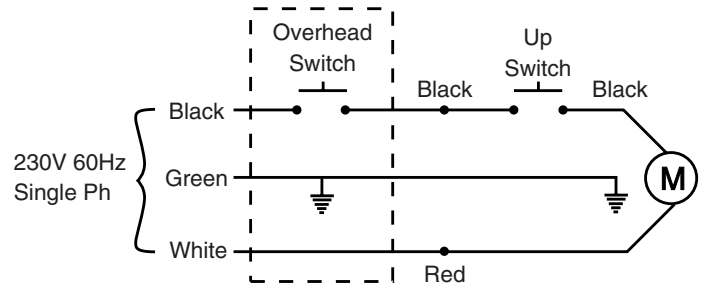 Overhead
Switch
Up
Switch
Black
Black
Black
230V 60Hz
Single Ph
Green
M
White
Red